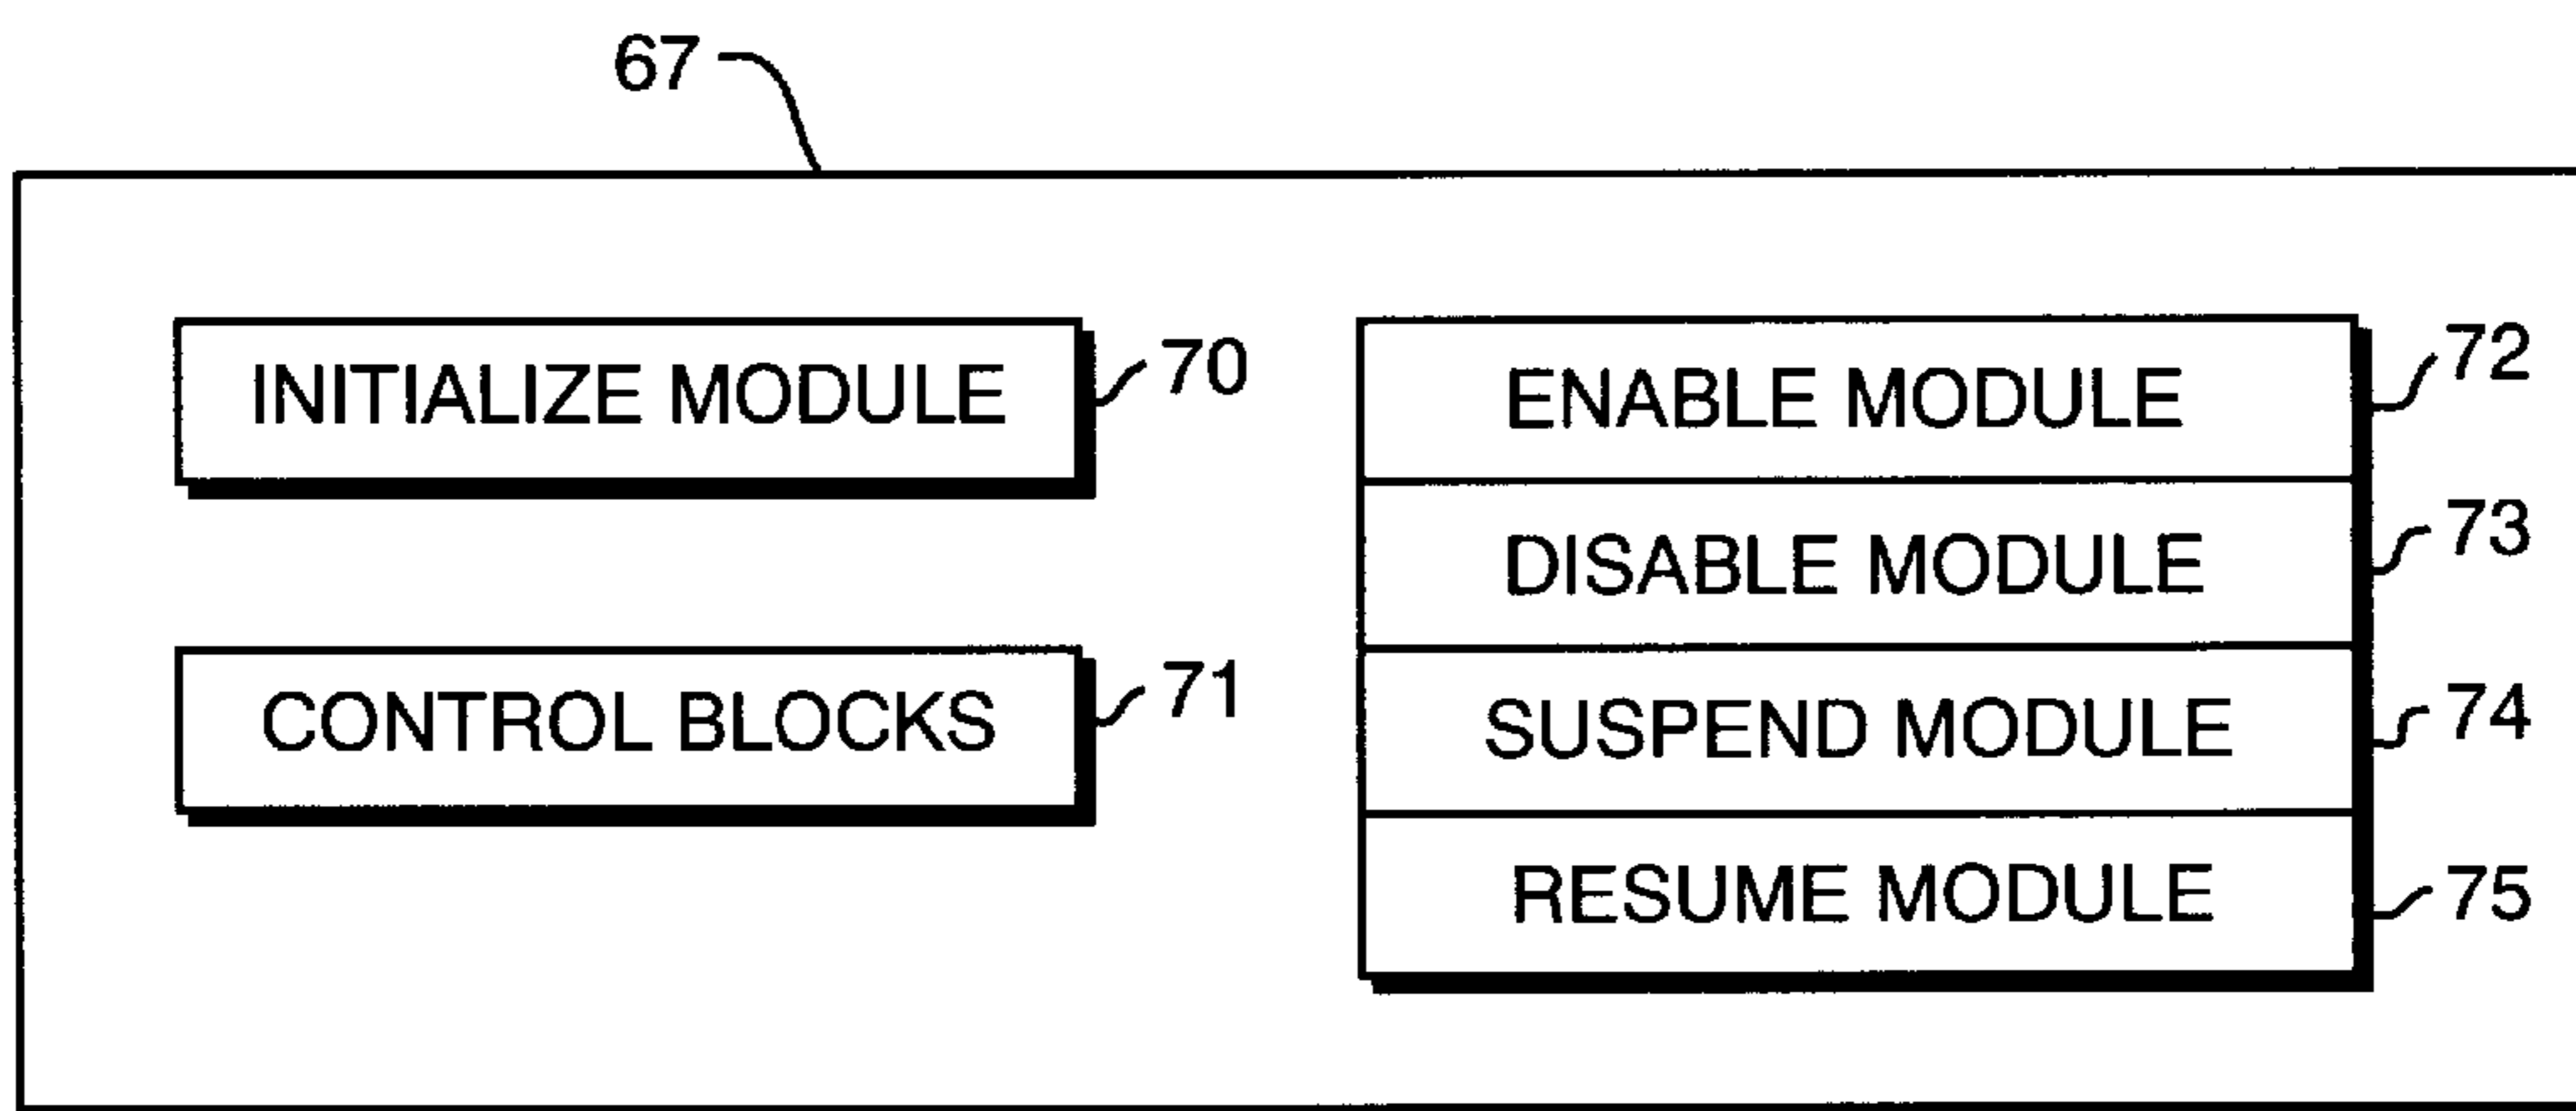 67
INITIALIZE MODULE
70
CONTROL BLOCKS
71
ENABLE MODULE
72
DISABLE MODULE
73
SUSPEND MODULE
74
RESUME MODULE
75